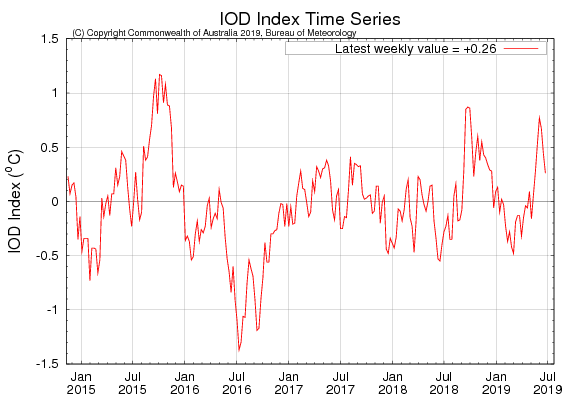 IOD Index Time Series
(C) Copyright Commonwealth of Australia 2019, Bureau of Meteorology
Latest weekly value = +0.26
IOD Index (⁰C)
1.5
1
0.5
0
-0.5
-1
-1.5
Jan 2015
Jul 2015
Jan 2016
Jul 2016
Jan 2017
Jul 2017
Jan 2018
Jul 2018
Jan 2019
Jul 2019